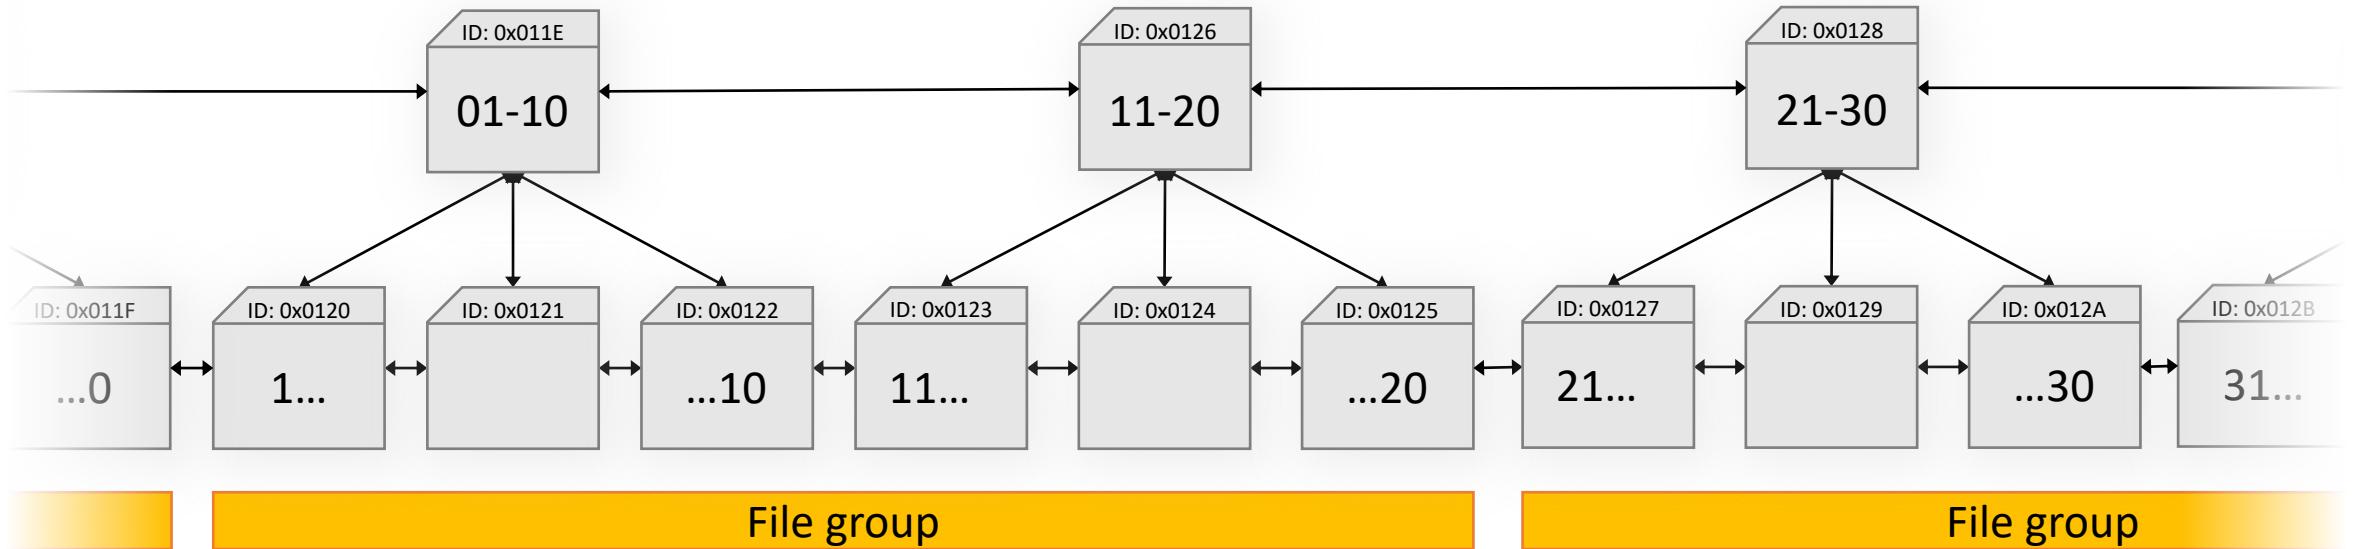 ID: 0x011E
01-10
ID: 0x0126
11-20
ID: 0x0128
21-30
ID: 0x011F
...0
ID: 0x0120
1...
ID: 0x0121
ID: 0x0122
...10
ID: 0x0123
11...
ID: 0x0124
ID: 0x0125
...20
ID: 0x0127
21...
ID: 0x0129
ID: 0x012A
...30
ID: 0x012B
31...
File group
File group